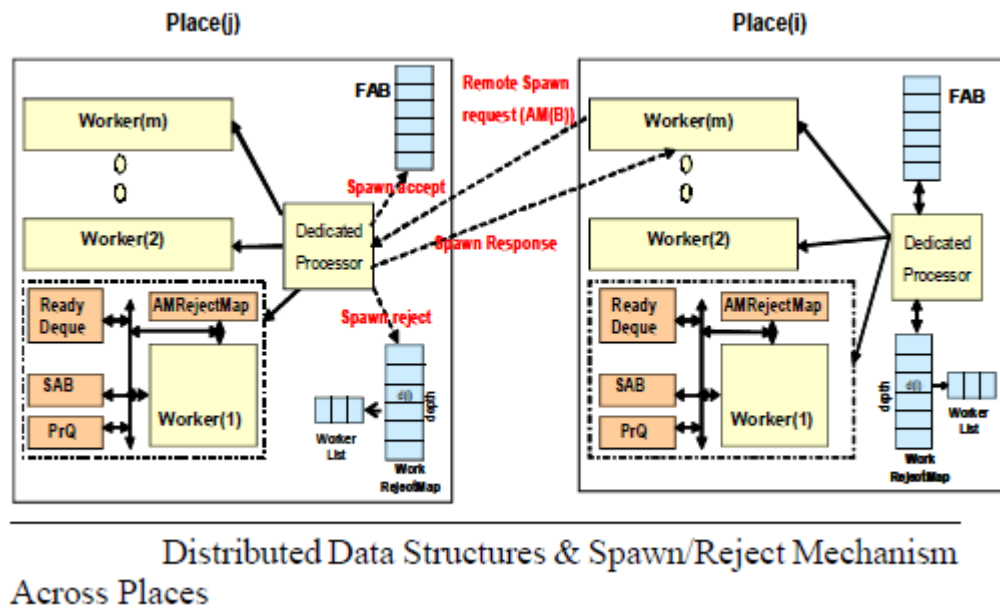 Place(j)
Place(i)
FAB
Worker(m)
Worker(2)
Dedicated
Processor
Ready
Deque
AMRejectMap
SAB
PrQ
Worker(1)
Worker
List
d(i)
depth
Work
RejectMap
Remote Spawn
request (AM(B))
Spawn accept
Spawn Response
Spawn reject
FAB
Worker(m)
Worker(2)
Dedicated
Processor
Ready
Deque
AMRejectMap
SAB
PrQ
Worker(1)
depth
d(i)
Worker
List
Work
RejectMap
Distributed Data Structures & Spawn/Reject Mechanism
Across Places